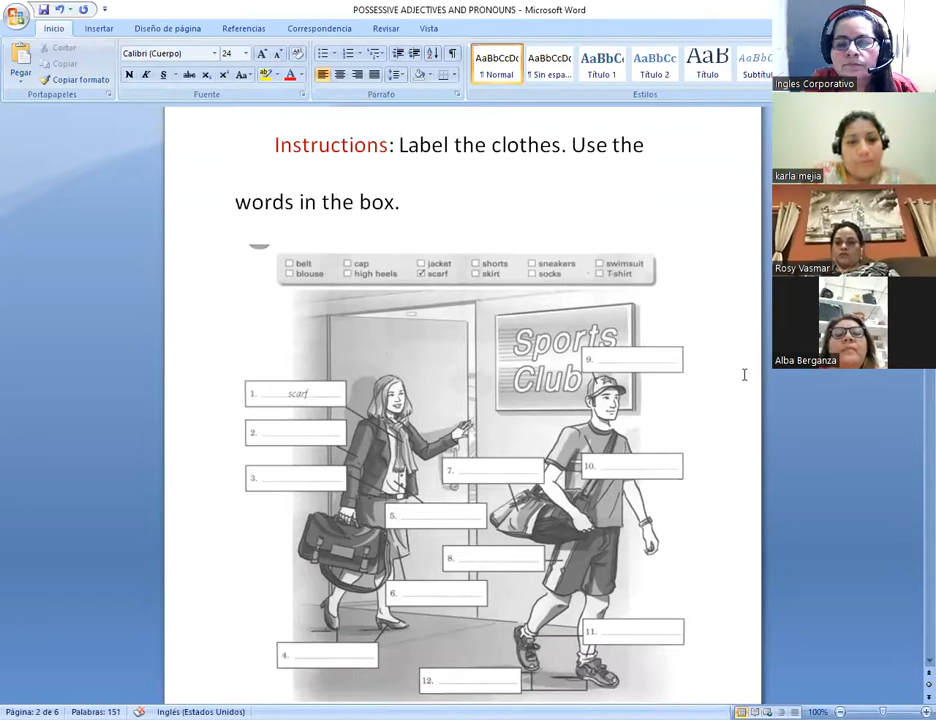 POSSESSIVE ADJECTIVES AND PRONOUNS - Microsoft Word
Inicio Insertar Diseño de página Referencias Correspondencia Revisar Vista
Pegar
Cortar
Copiar
Copiar formato
Portapapeles
Calibri (Cuerpo) 24
Fuente
Párrafo
AaBbCcDc AaBbCcDc AaBbC AaBbCc AaB AaBbCc
¶ Normal ¶ Sin espa... Título 1 Título 2 Título Subtítul
Estilos
Ingles Corporativo
karla mejia
Rosy Vasmar
Alba Berganza
Instructions: Label the clothes. Use the
words in the box.
belt cap jacket shorts sneakers swimsuit
blouse high heels scarf skirt socks T-shirt
Sports
Club
1. scarf
2.
3.
4.
5.
6.
7.
8.
9.
10.
11.
12.
Página: 2 de 6 Palabras: 151 Inglés (Estados Unidos) 100%